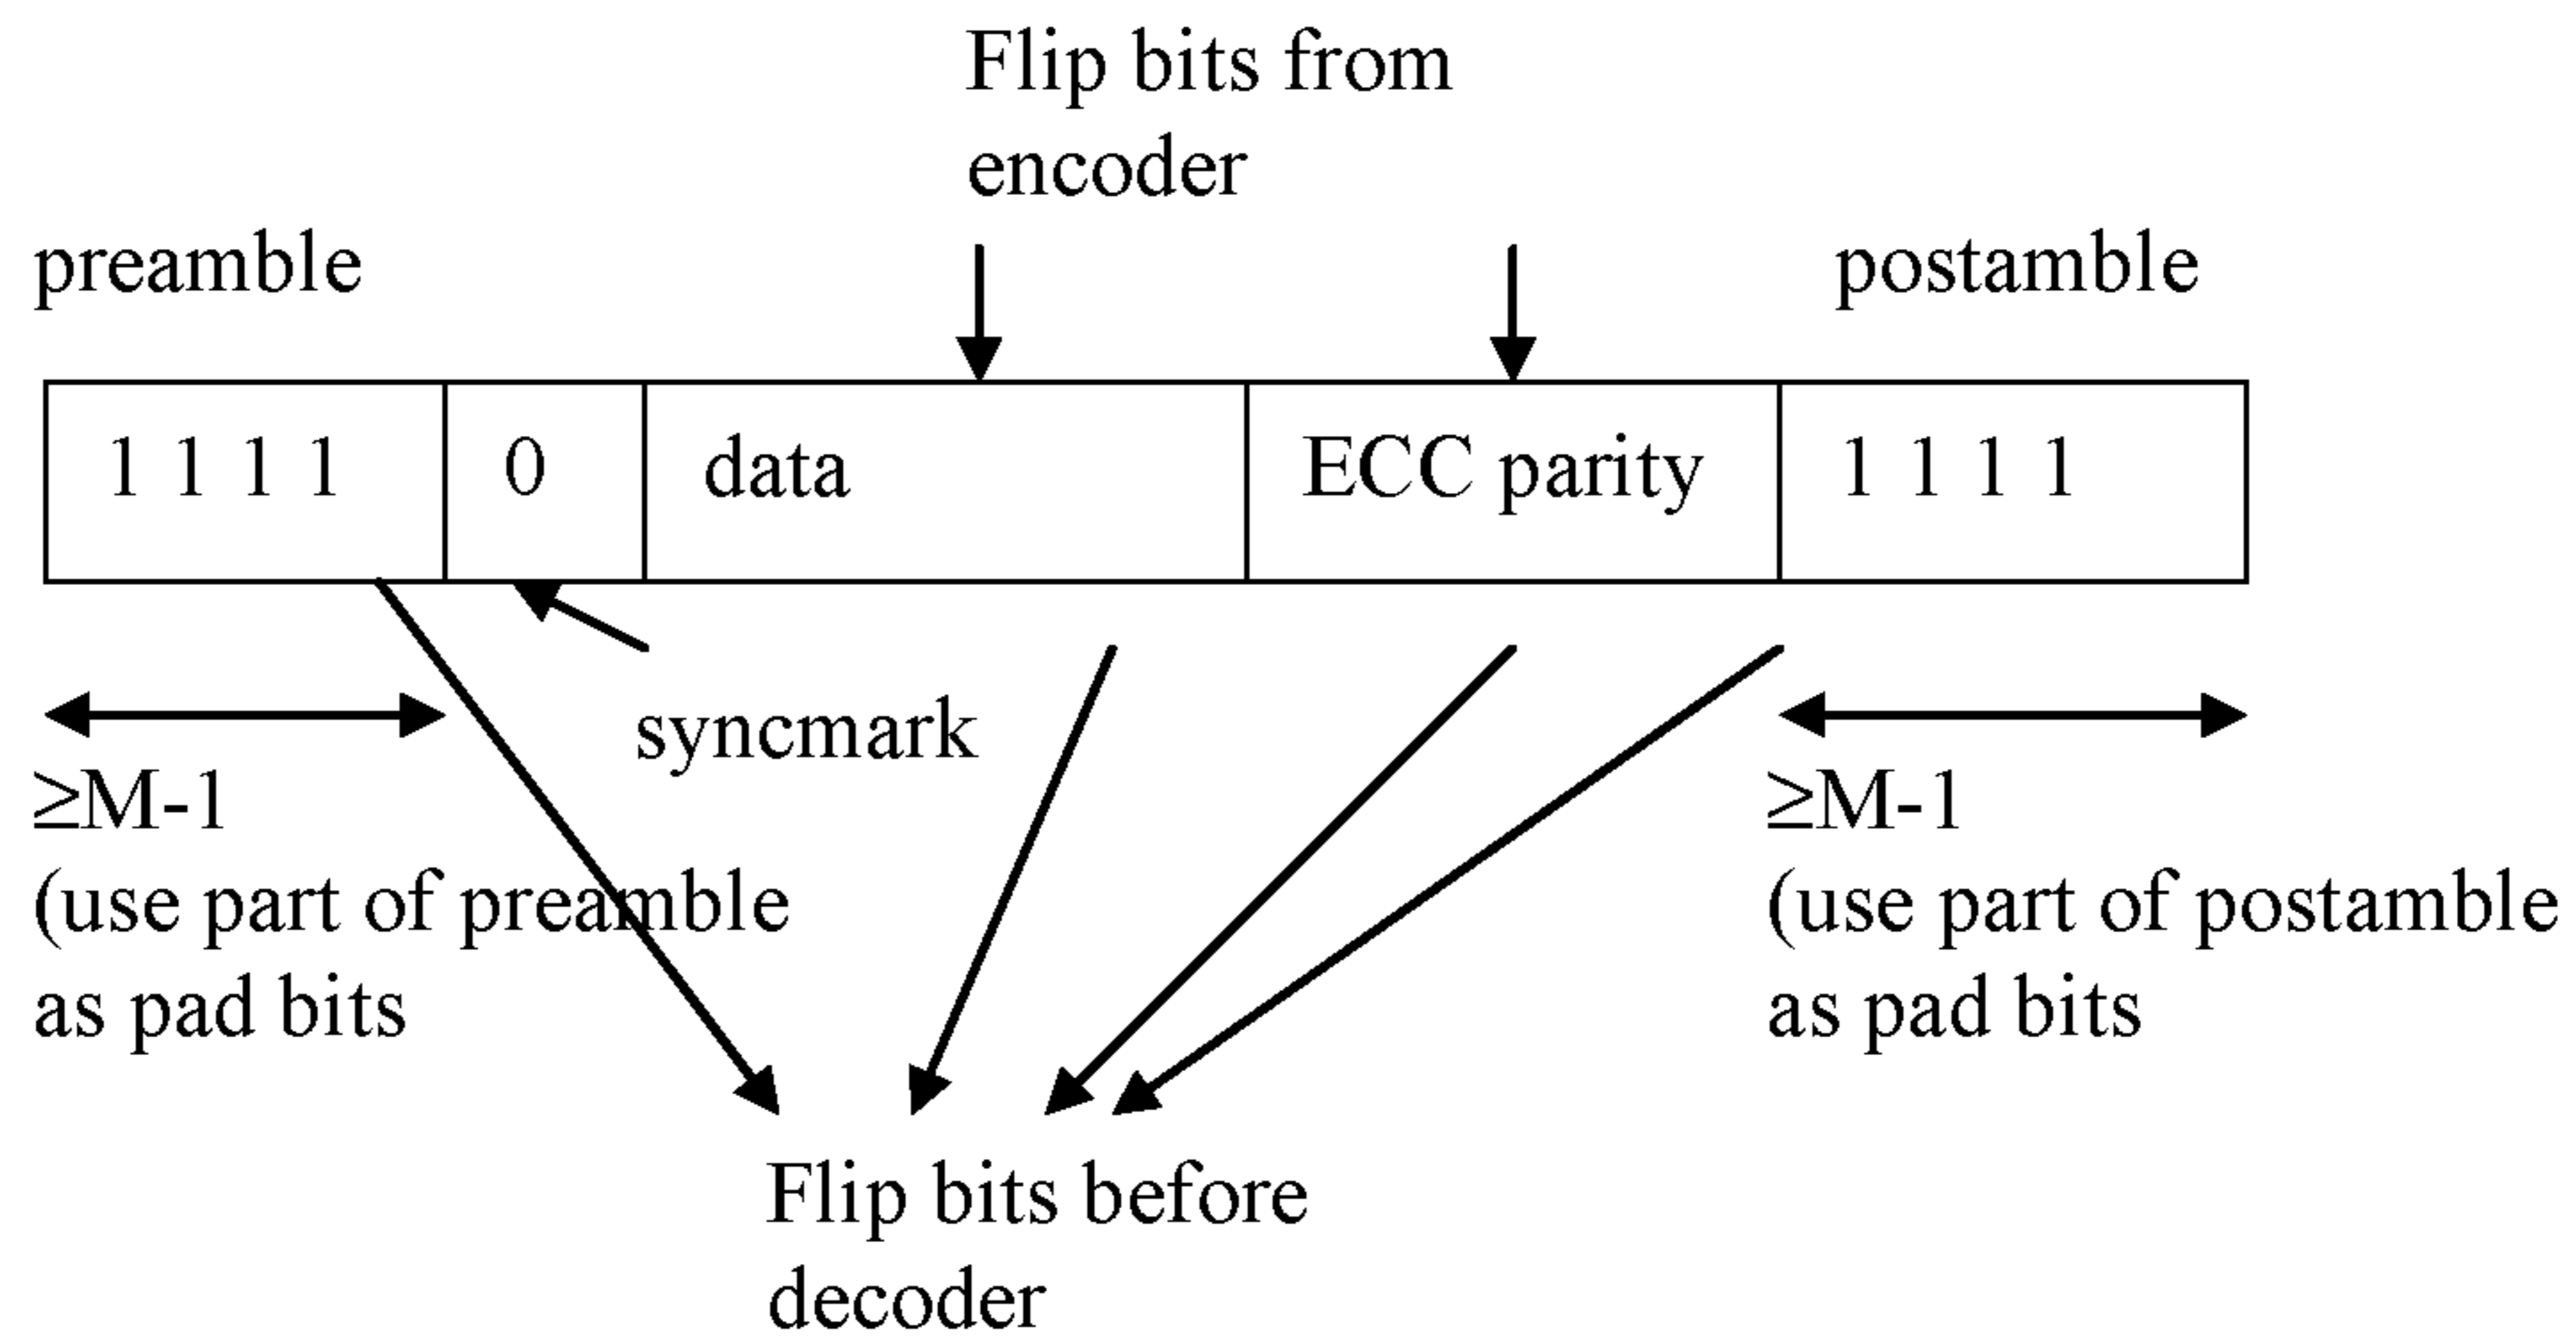 Flip bits from
encoder
preamble
postamble
1 1 1 1
0
data
ECC parity
1 1 1 1
syncmark
≥M-1
(use part of preamble
as pad bits
≥M-1
(use part of postamble
as pad bits
Flip bits before
decoder